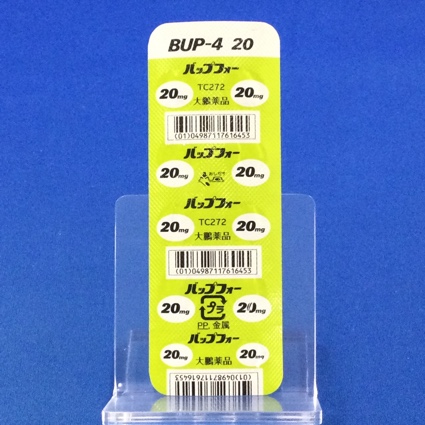 BUP-4 20
バップフォー
TC272
20mg 大鵬薬品 20mg
(01)04987117616453
バップフォー
20mg 20mg
バップフォー
TC272
20mg 大鵬薬品 20mg
(01)04987117616453
バップフォー
20mg プラ 20mg
PP, 金属
バップフォー
20mg 大鵬薬品 20mg
(01)04987117616453